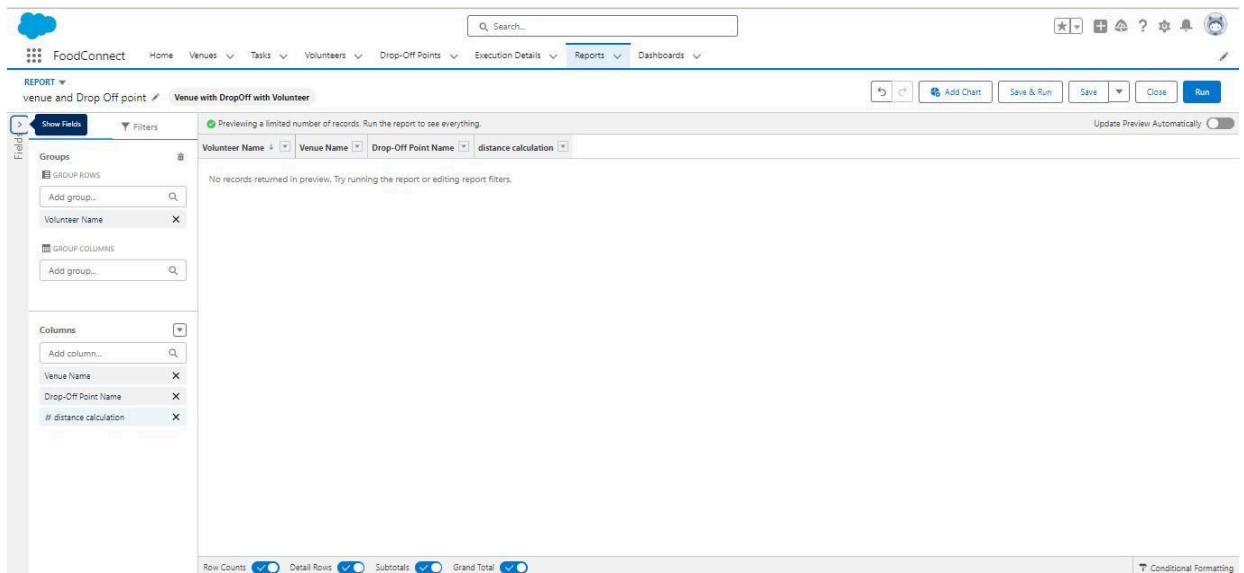 Search...
FoodConnect Home Venues Tasks Volunteers Drop-Off Points Execution Details Reports Dashboards
REPORT
venue and Drop Off point Venue with DropOff with Volunteer
Add Chart Save & Run Save Close Run
Fields
Show Fields Filters
Previewing a limited number of records. Run the report to see everything. Update Preview Automatically
Volunteer Name Venue Name Drop-Off Point Name distance calculation
No records returned in preview. Try running the report or editing report filters.
Groups
GROUP ROWS
Add group...
Volunteer Name
GROUP COLUMNS
Add group...
Columns
Add column...
Venue Name
Drop-Off Point Name
# distance calculation
Row Counts Detail Rows Subtotals Grand Total Conditional Formatting